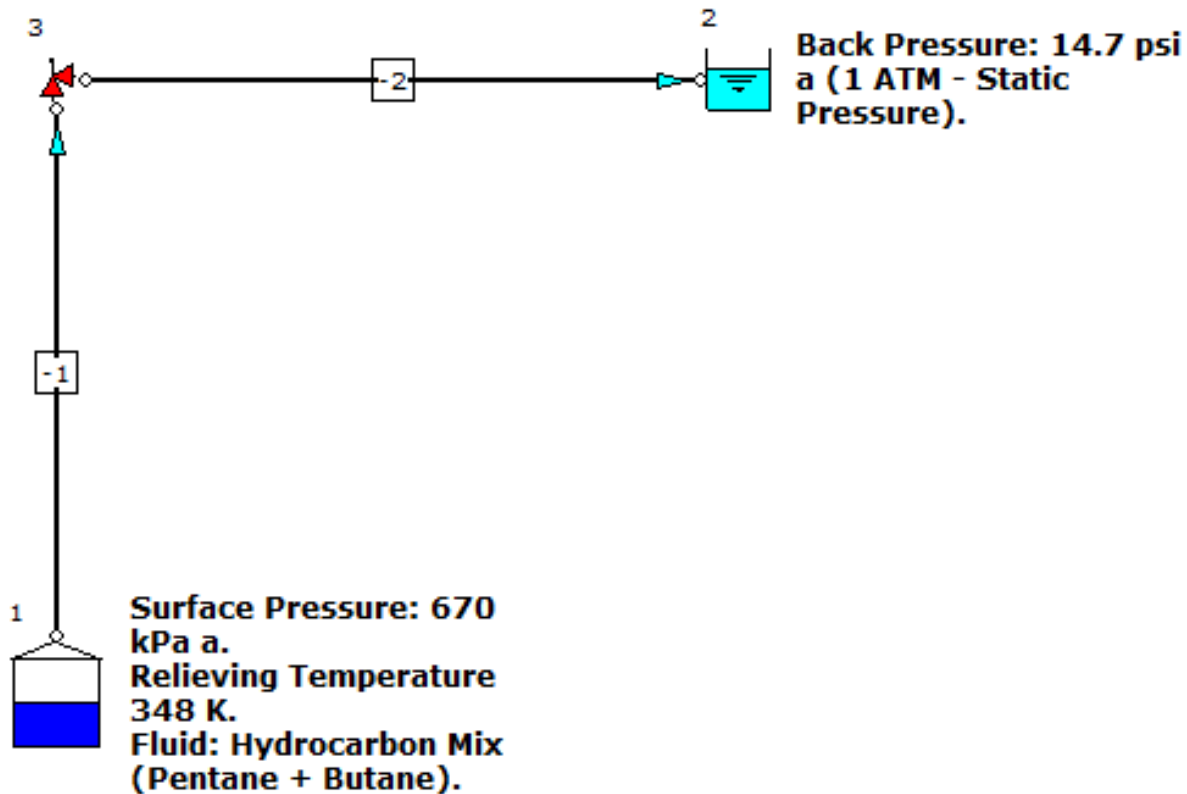 3
2
Back Pressure: 14.7 psi
a (1 ATM - Static
Pressure).
-2
-1
1
Surface Pressure: 670
kPa a.
Relieving Temperature
348 K.
Fluid: Hydrocarbon Mix
(Pentane + Butane).